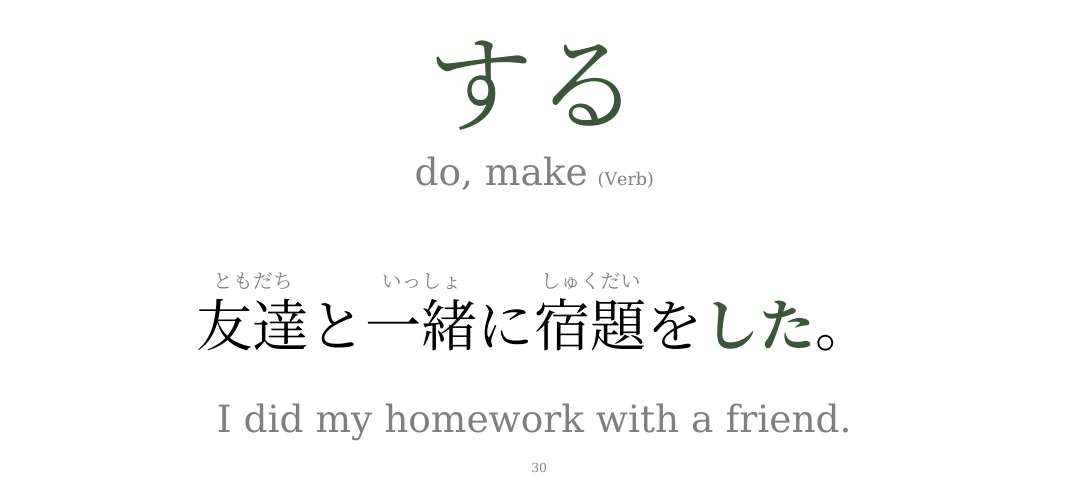 する
do, make (Verb)
ともだち いっしょ しゅくだい
友達と一緒に宿題をした。
I did my homework with a friend.
30